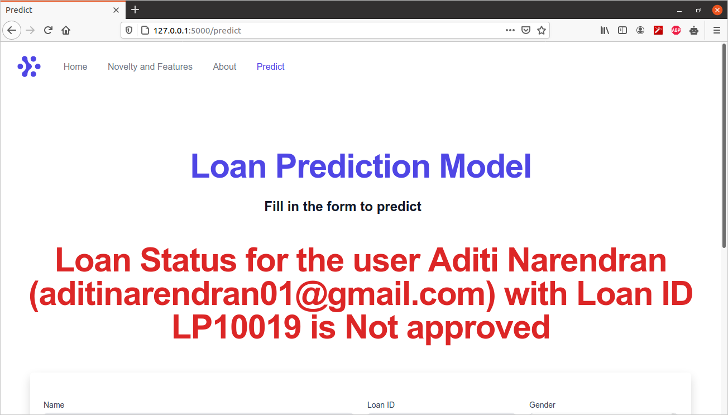 Predict
127.0.0.1:5000/predict
ABP
Home Novelty and Features About Predict
Loan Prediction Model
Fill in the form to predict
Loan Status for the user Aditi Narendran
(aditinarendran01@gmail.com) with Loan ID
LP10019 is Not approved
Name Loan ID Gender